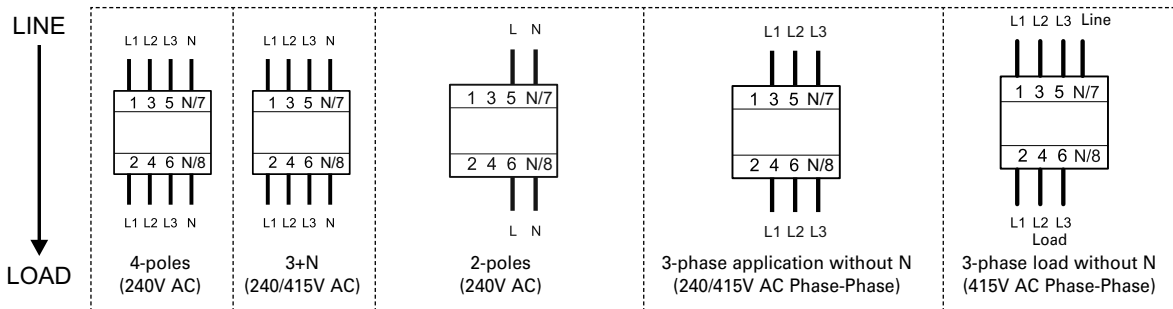 LINE
LOAD
L1 L2 L3 N
1 3 5 N/7
2 4 6 N/8
L1 L2 L3 N
4-poles
(240V AC)
L1 L2 L3 N
1 3 5 N/7
2 4 6 N/8
L1 L2 L3 N
3+N
(240/415V AC)
L N
1 3 5 N/7
2 4 6 N/8
L N
2-poles
(240V AC)
L1 L2 L3
1 3 5 N/7
2 4 6 N/8
L1 L2 L3
3-phase application without N
(240/415V AC Phase-Phase)
L1 L2 L3 Line
1 3 5 N/7
2 4 6 N/8
L1 L2 L3
Load
3-phase load without N
(415V AC Phase-Phase)